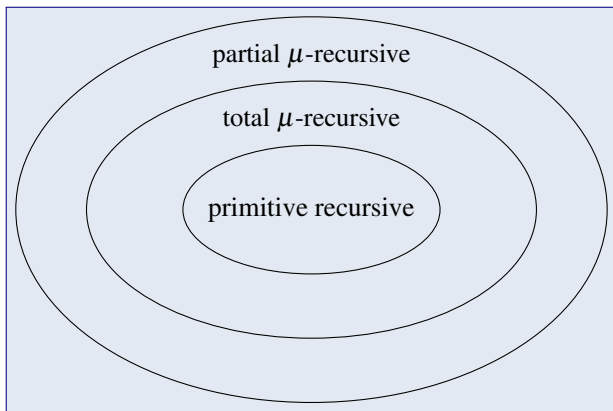 partial μ-recursive
total μ-recursive
primitive recursive